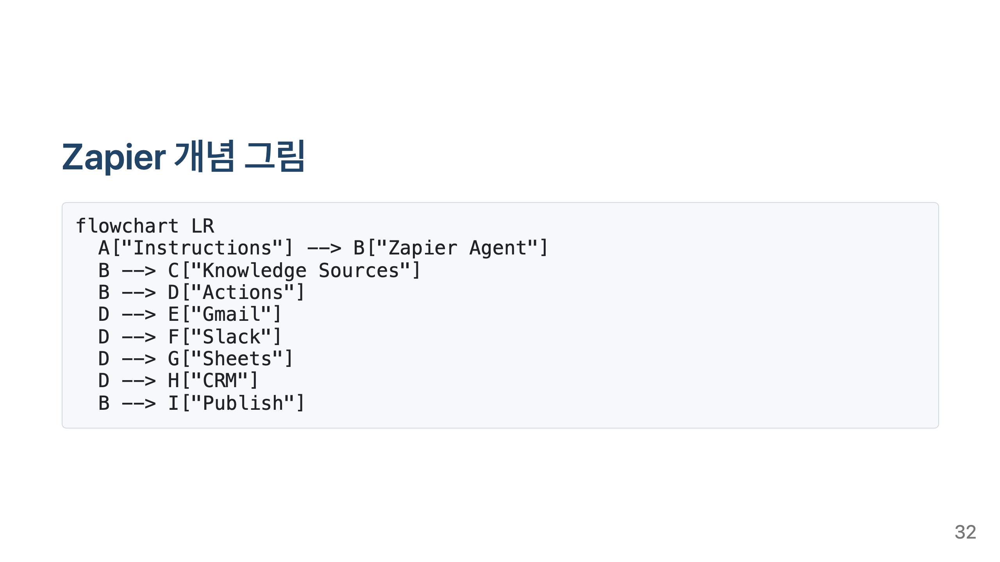 Zapier 개념 그림
flowchart LR
  A["Instructions"] --> B["Zapier Agent"]
  B --> C["Knowledge Sources"]
  B --> D["Actions"]
  D --> E["Gmail"]
  D --> F["Slack"]
  D --> G["Sheets"]
  D --> H["CRM"]
  B --> I["Publish"]
32